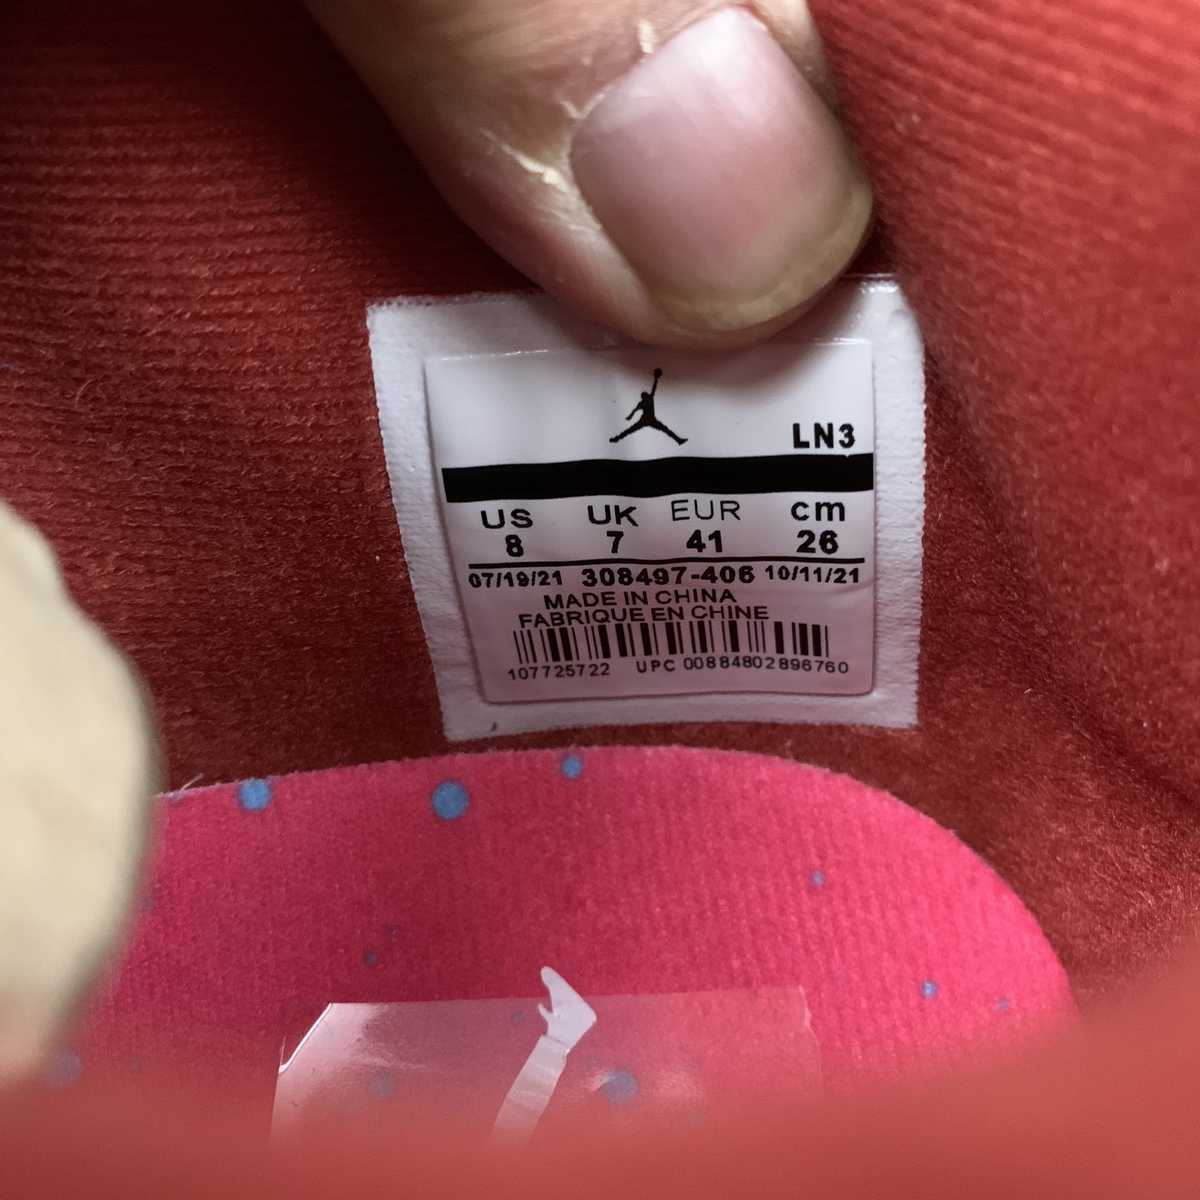 LN3
US UK EUR cm
8 7 41 26
07/19/21 308497-406 10/11/21
MADE IN CHINA
FABRIQUE EN CHINE
107725722 UPC 00884802896760